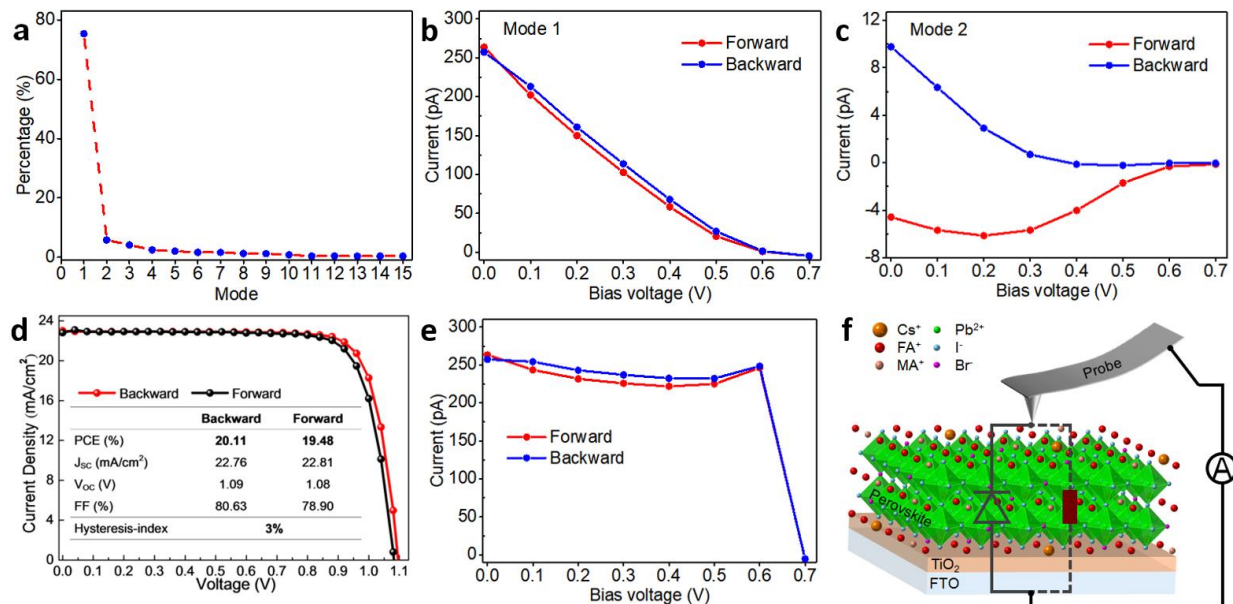 a
80
60
40
20
0
Percentage (%)
0 1 2 3 4 5 6 7 8 9 10 11 12 13 14 15
Mode
b
Mode 1
Forward
Backward
300
250
200
150
100
50
0
Current (pA)
0.0 0.1 0.2 0.3 0.4 0.5 0.6 0.7
Bias voltage (V)
c
Mode 2
Forward
Backward
12
8
4
0
-4
-8
Current (pA)
0.0 0.1 0.2 0.3 0.4 0.5 0.6 0.7
Bias voltage (V)
d
24
20
16
12
8
4
0
Current Density (mA/cm²)
Backward Forward
Backward Forward
PCE (%) 20.11 19.48
JSC (mA/cm²) 22.76 22.81
VOC (V) 1.09 1.08
FF (%) 80.63 78.90
Hysteresis-index 3%
0.0 0.1 0.2 0.3 0.4 0.5 0.6 0.7 0.8 0.9 1.0 1.1
Voltage (V)
e
Forward
Backward
300
250
200
150
100
50
0
Current (pA)
0.0 0.1 0.2 0.3 0.4 0.5 0.6 0.7
Bias voltage (V)
f
Cs⁺ Pb²⁺
FA⁺ I⁻
MA⁺ Br⁻
Probe
A
Perovskite
TiO₂
FTO